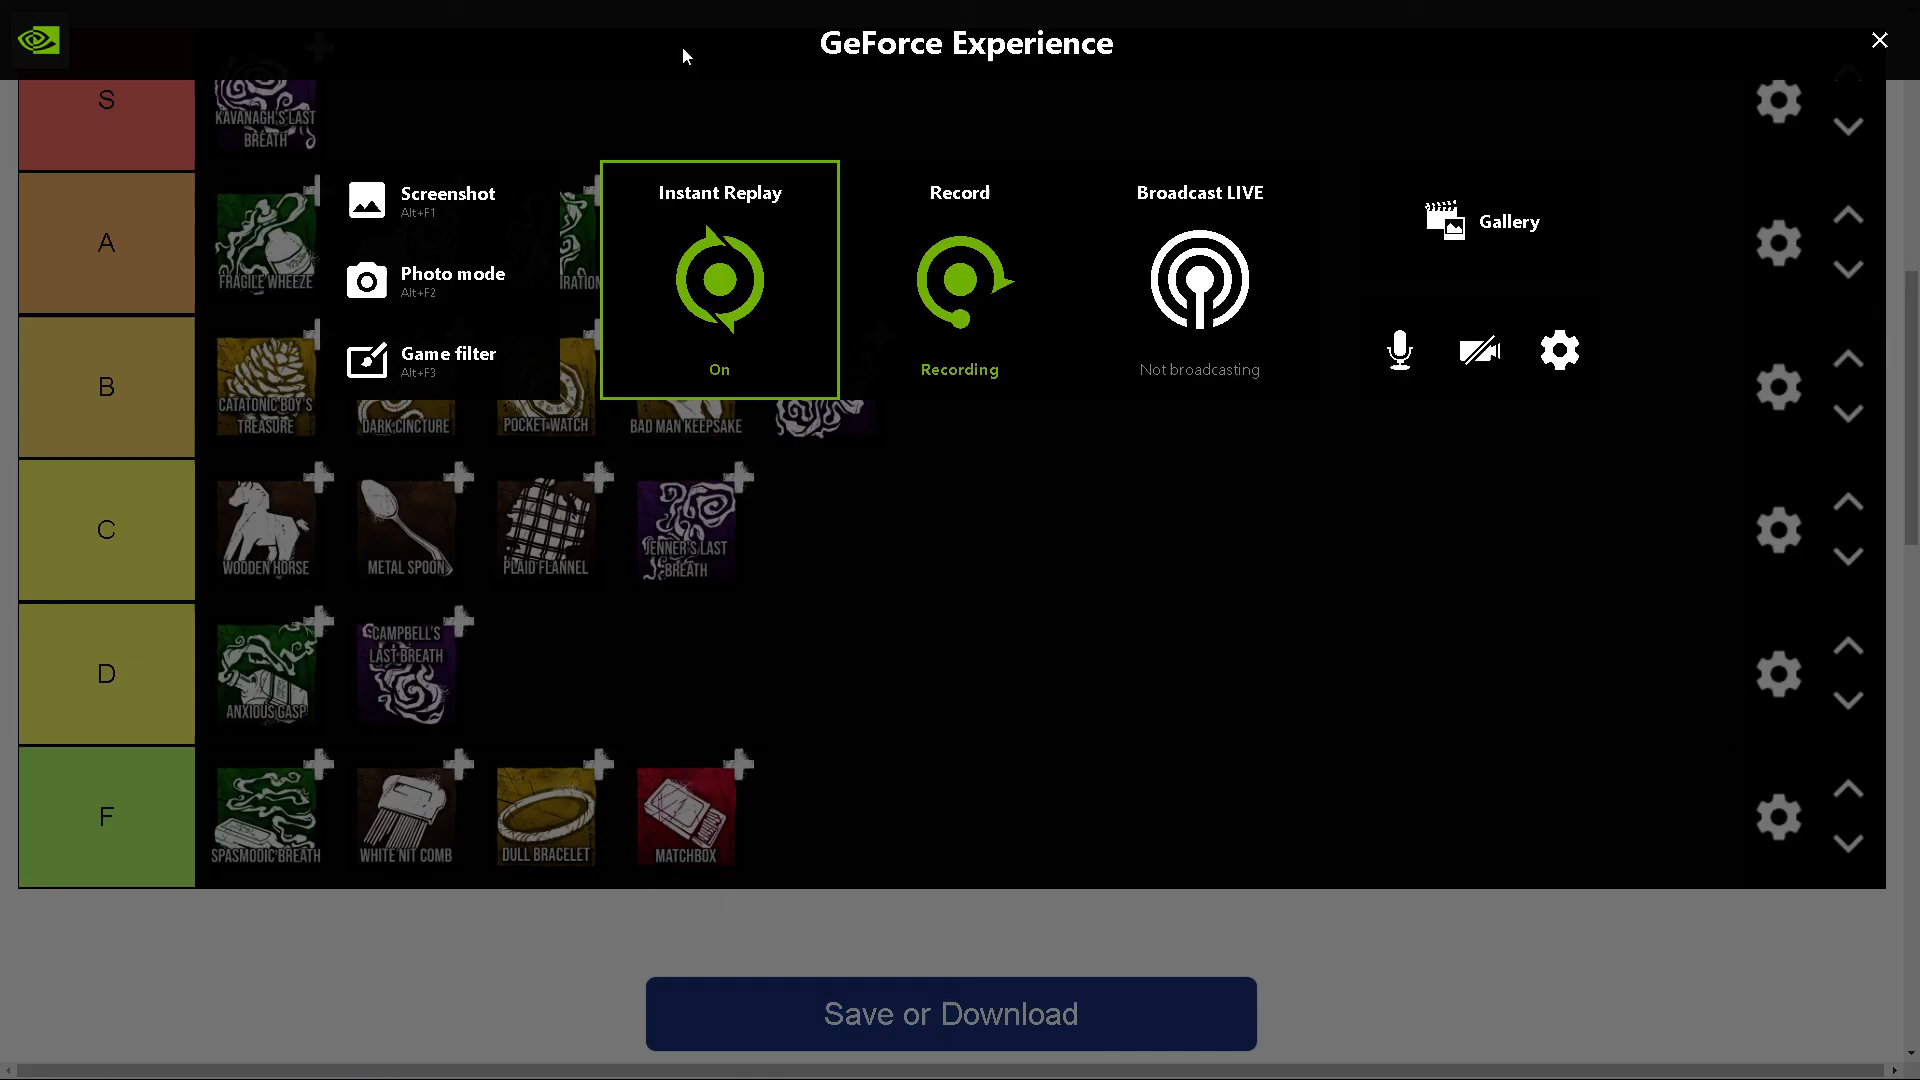 GeForce Experience
S
KAVANAGH'S LAST
BREATH
Screenshot
Alt+F1
Instant Replay
Record
Broadcast LIVE
Gallery
A
FRAGILE WHEEZE
Photo mode
Alt+F2
Game filter
Alt+F3
On
Recording
Not broadcasting
B
CATATONIC BOY'S
TREASURE
DARK CINCTURE
POCKET WATCH
BAD MAN KEEPSAKE
C
WOODEN HORSE
METAL SPOON
PLAID FLANNEL
JENNER'S LAST
BREATH
D
ANXIOUS GASP
CAMPBELL'S
LAST BREATH
F
SPASMODIC BREATH
WHITE NIT COMB
DULL BRACELET
MATCHBOX
Save or Download